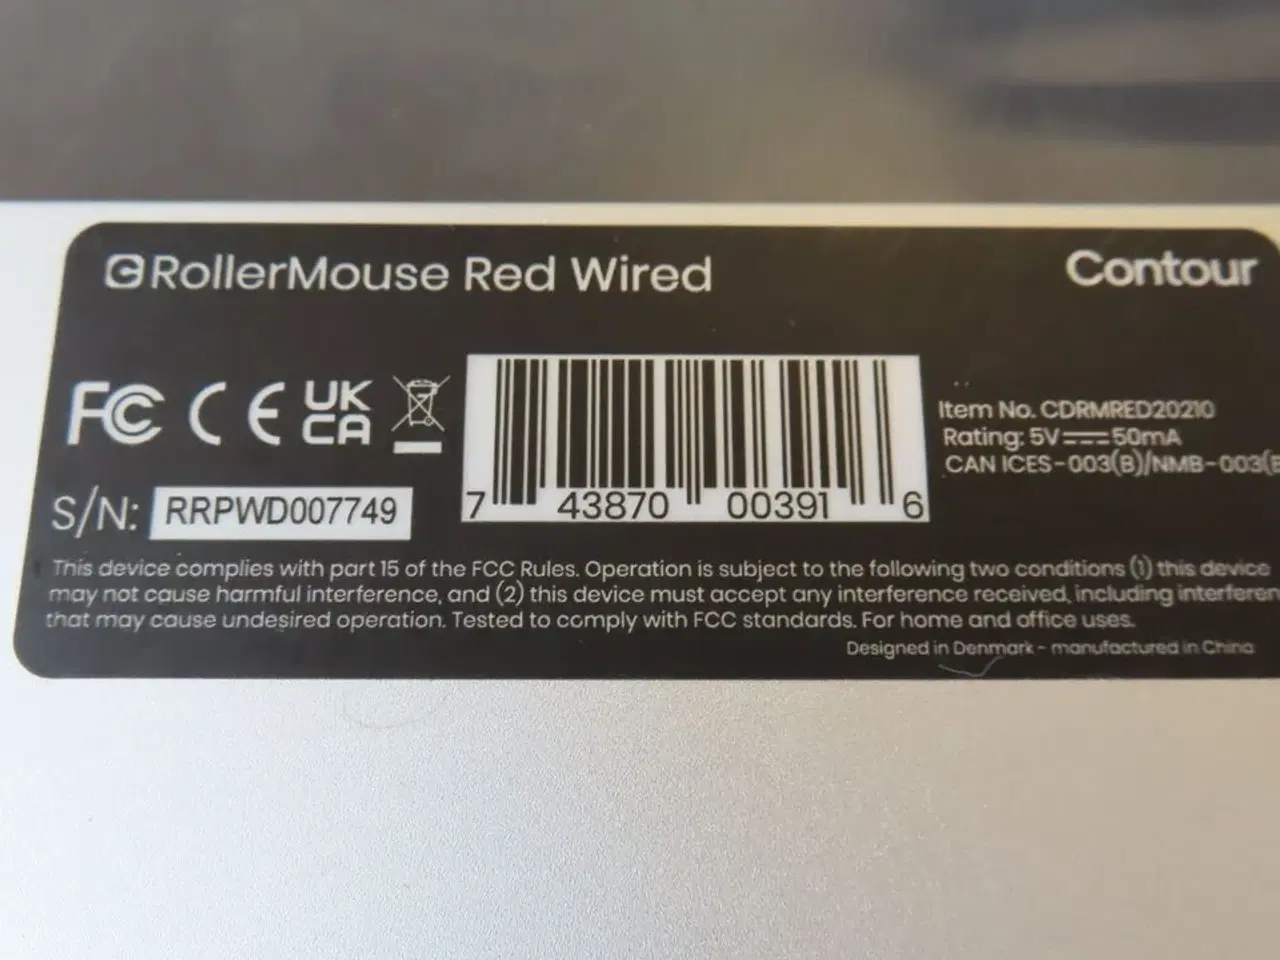 RollerMouse Red Wired
Contour
FC CE UK
CA
Item No. CDRMRED20210
Rating: 5V⎓50mA
CAN ICES-003(B)/NMB-003(
S/N: RRPWD007749
7 43870 00391 6
This device complies with part 15 of the FCC Rules. Operation is subject to the following two conditions (1) this device
may not cause harmful interference, and (2) this device must accept any interference received, including interferen
that may cause undesired operation. Tested to comply with FCC standards. For home and office uses.
Designed in Denmark - manufactured in China